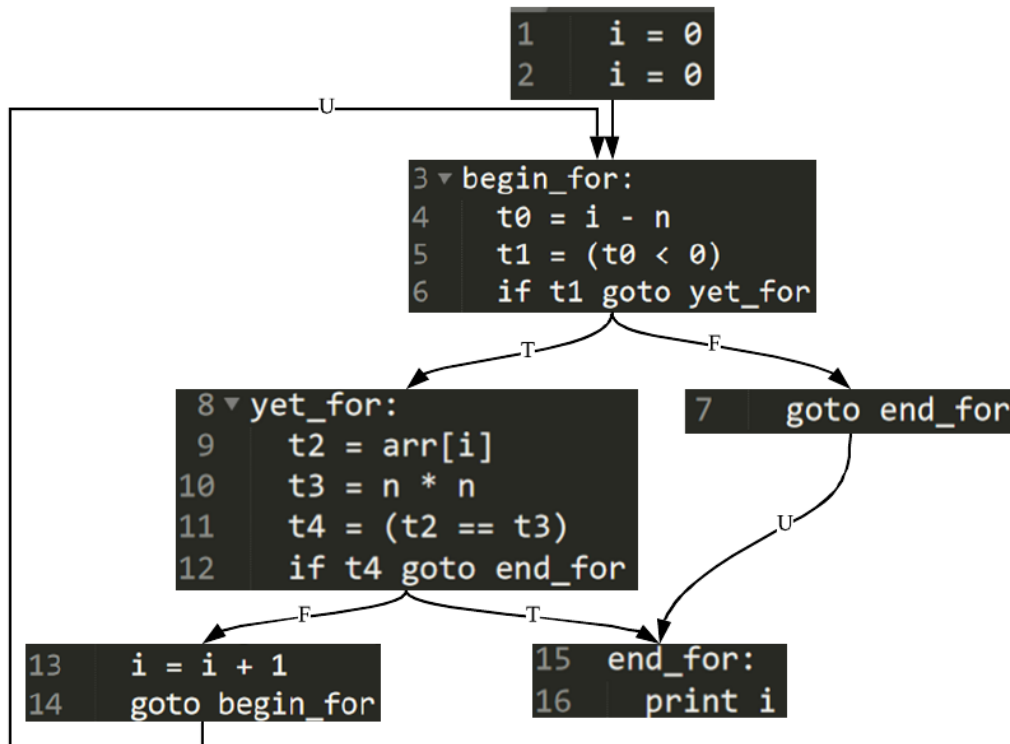 1 i = 0
2 i = 0
U
3 begin_for:
4 t0 = i - n
5 t1 = (t0 < 0)
6 if t1 goto yet_for
T
F
8 yet_for:
9 t2 = arr[i]
10 t3 = n * n
11 t4 = (t2 == t3)
12 if t4 goto end_for
7 goto end_for
U
F
T
13 i = i + 1
14 goto begin_for
15 end_for:
16 print i